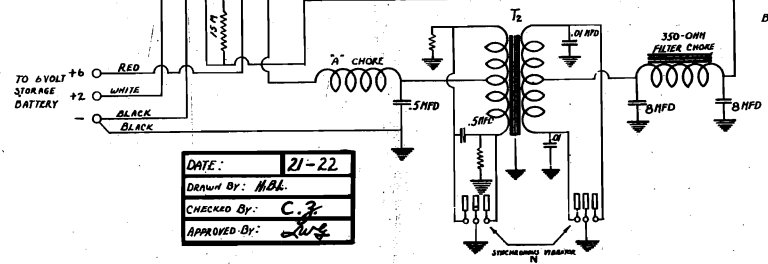 15M
T2
B
.01 MFD
350-OHM
FILTER CHOKE
"A" CHOKE
TO 6 VOLT
STORAGE
BATTERY
+6 RED
+2 WHITE
- BLACK
BLACK
.5MFD
.5MFD
8MFD
8MFD
.01
DATE: 21-22
DRAWN BY: 
CHECKED BY: C.J.
APPROVED BY: 
SYNCHRONOUS VIBRATOR
N